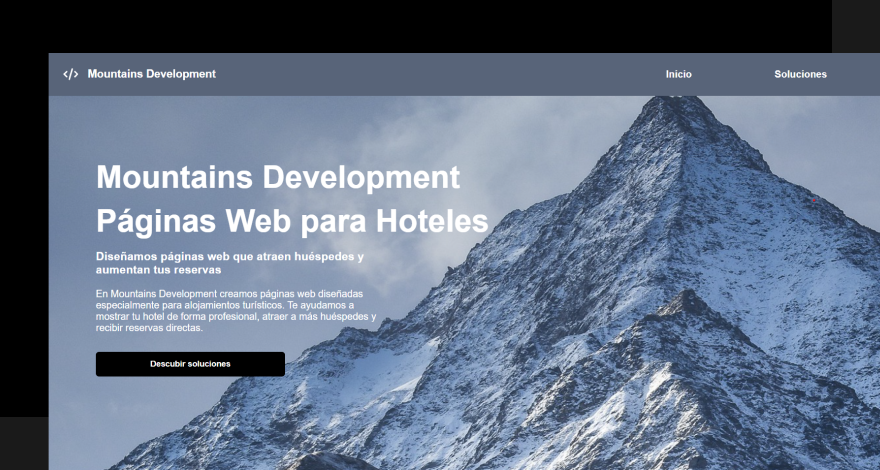 </> Mountains Development
Inicio
Soluciones
Mountains Development
Páginas Web para Hoteles
Diseñamos páginas web que atraen huéspedes y
aumentan tus reservas
En Mountains Development creamos páginas web diseñadas
especialmente para alojamientos turísticos. Te ayudamos a
mostrar tu hotel de forma profesional, atraer a más huéspedes y
recibir reservas directas.
Descubir soluciones